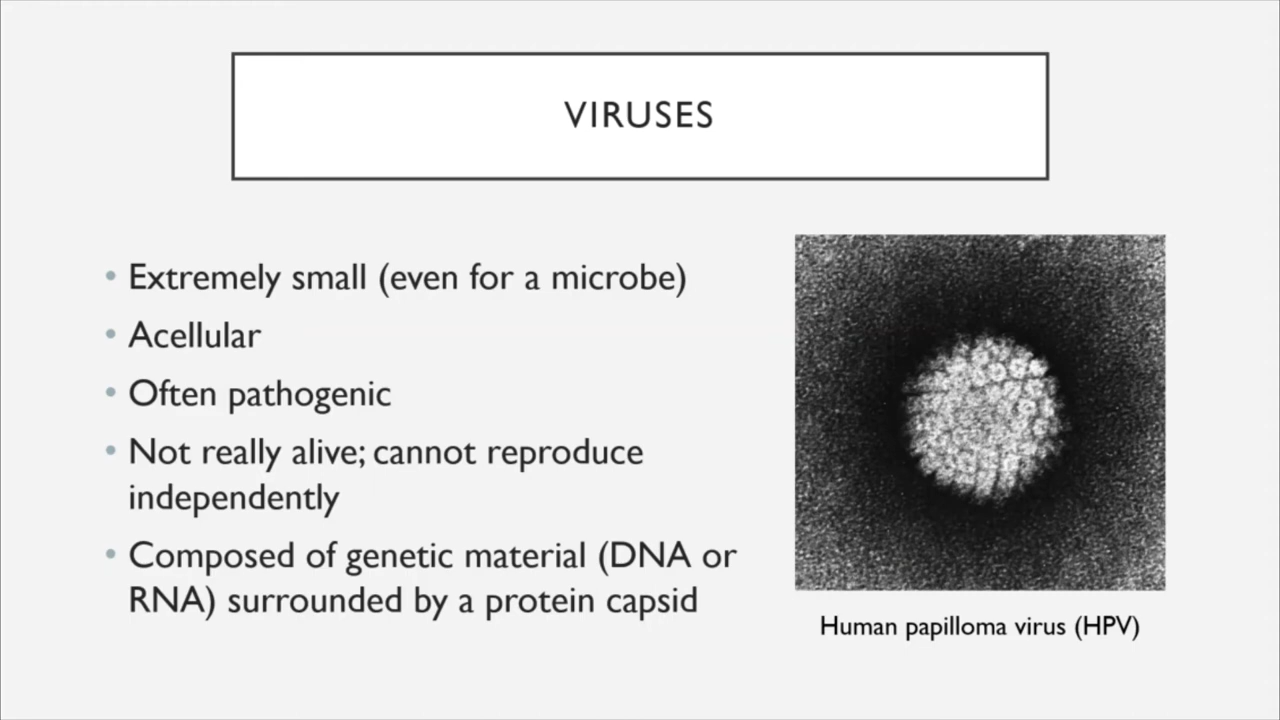 VIRUSES
• Extremely small (even for a microbe)
• Acellular
• Often pathogenic
• Not really alive; cannot reproduce
independently
• Composed of genetic material (DNA or
RNA) surrounded by a protein capsid
Human papilloma virus (HPV)